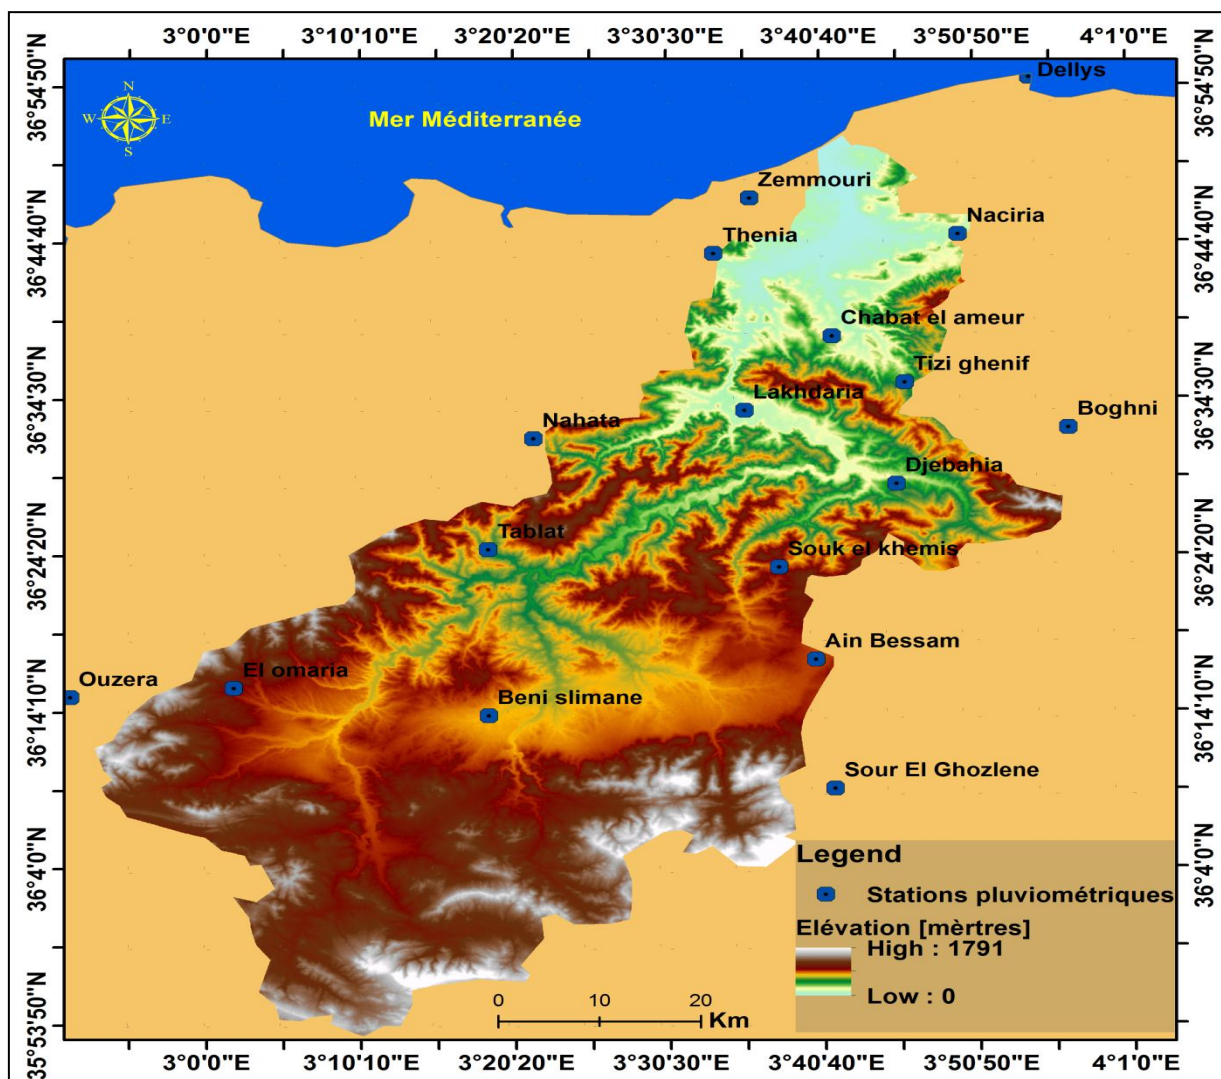 3°0'0"E 3°10'10"E 3°20'20"E 3°30'30"E 3°40'40"E 3°50'50"E 4°1'0"E
36°54'50"N
36°44'40"N
36°34'30"N
36°24'20"N
36°14'10"N
36°4'0"N
35°53'50"N
N
W E
S
Mer Méditerranée
Dellys
Zemmouri
Naciria
Thenia
Chabat el ameur
Tizi ghenif
Lakhdaria
Boghni
Nahata
Djebahia
Tablat
Souk el khemis
Ain Bessam
El omaria
Ouzera
Beni slimane
Sour El Ghozlene
Legend
Stations pluviométriques
Elévation [mèrtres]
High : 1791
Low : 0
0 10 20
Km
36°54'50"N
36°44'40"N
36°34'30"N
36°24'20"N
36°14'10"N
36°4'0"N
3°0'0"E 3°10'10"E 3°20'20"E 3°30'30"E 3°40'40"E 3°50'50"E 4°1'0"E